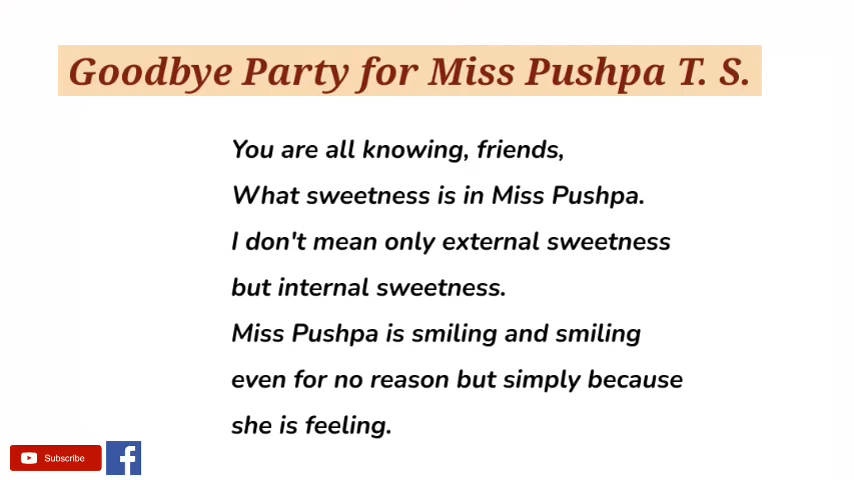 Goodbye Party for Miss Pushpa T. S.
You are all knowing, friends,
What sweetness is in Miss Pushpa.
I don't mean only external sweetness
but internal sweetness.
Miss Pushpa is smiling and smiling
even for no reason but simply because
she is feeling.
Subscribe